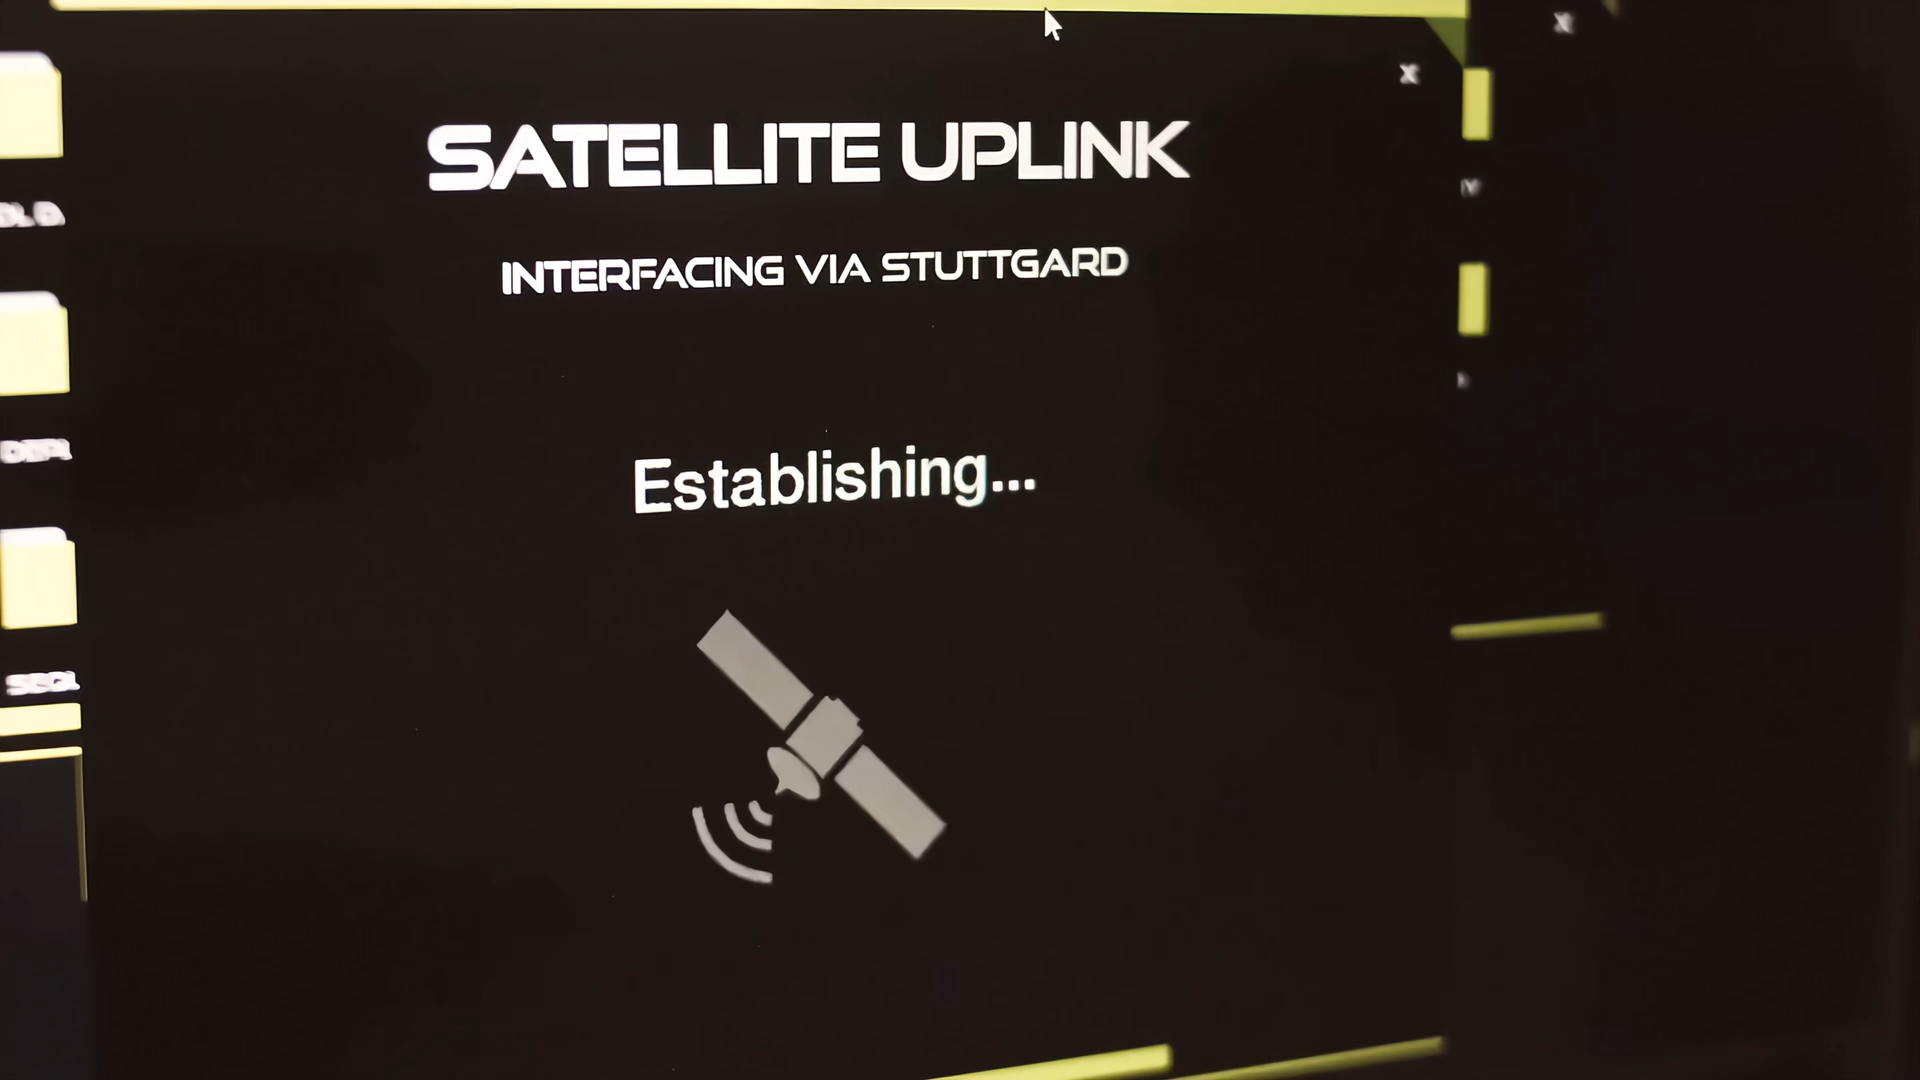 x
x
SATELLITE UPLINK
INTERFACING VIA STUTTGARD
Establishing...